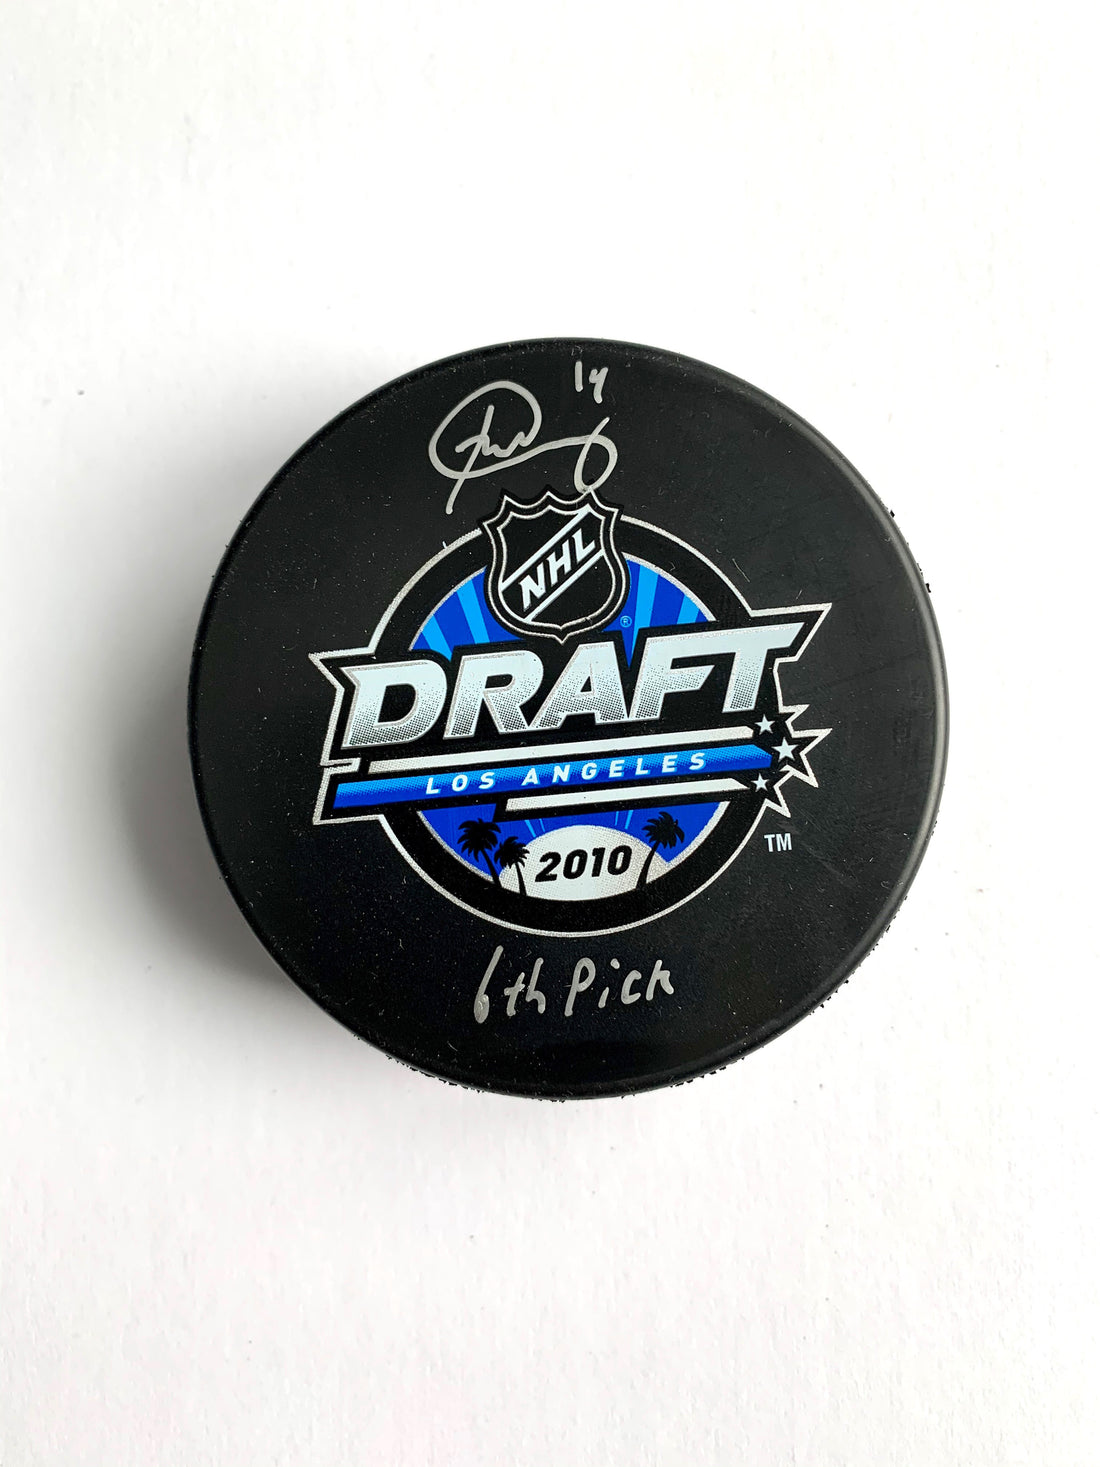 14
NHL
®
DRAFT
LOS ANGELES
TM
2010
6th Pick